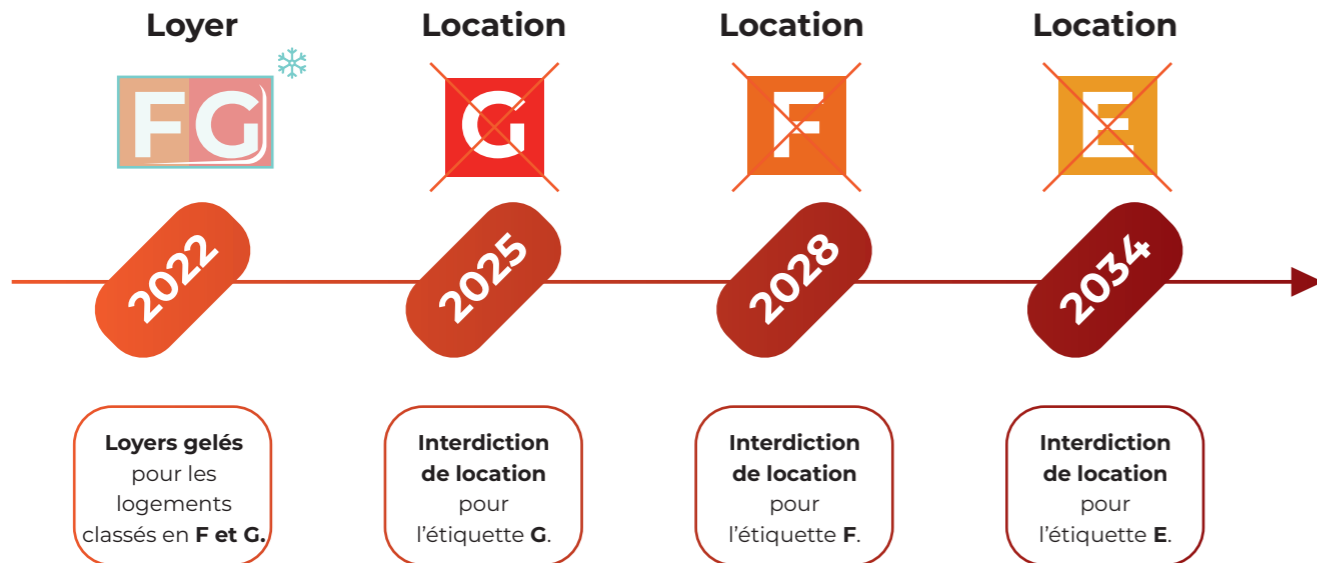 Loyer
Location
Location
Location
FG
G
F
E
2022
2025
2028
2034
Loyers gelés
pour les
logements
classés en F et G.
Interdiction
de location
pour
l'étiquette G.
Interdiction
de location
pour
l'étiquette F.
Interdiction
de location
pour
l'étiquette E.